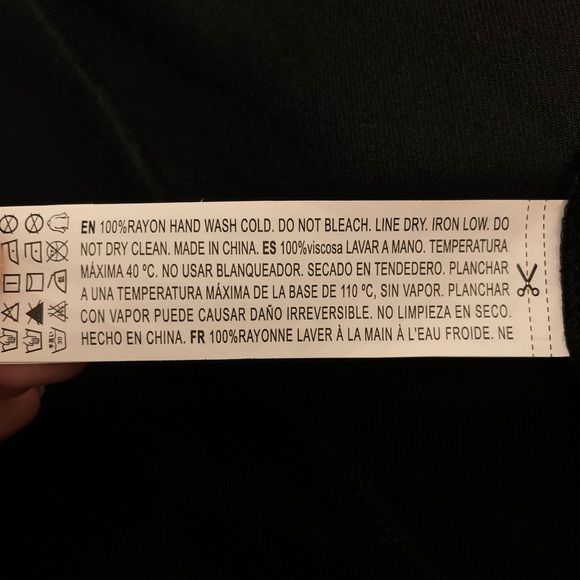 EN 100%RAYON HAND WASH COLD. DO NOT BLEACH. LINE DRY. IRON LOW. DO
NOT DRY CLEAN. MADE IN CHINA. ES 100%viscosa LAVAR A MANO. TEMPERATURA
MÁXIMA 40 ºC. NO USAR BLANQUEADOR. SECADO EN TENDEDERO. PLANCHAR
A UNA TEMPERATURA MÁXIMA DE LA BASE DE 110 ºC, SIN VAPOR. PLANCHAR
CON VAPOR PUEDE CAUSAR DAÑO IRREVERSIBLE. NO LIMPIEZA EN SECO.
HECHO EN CHINA. FR 100%RAYONNE LAVER À LA MAIN À L'EAU FROIDE. NE